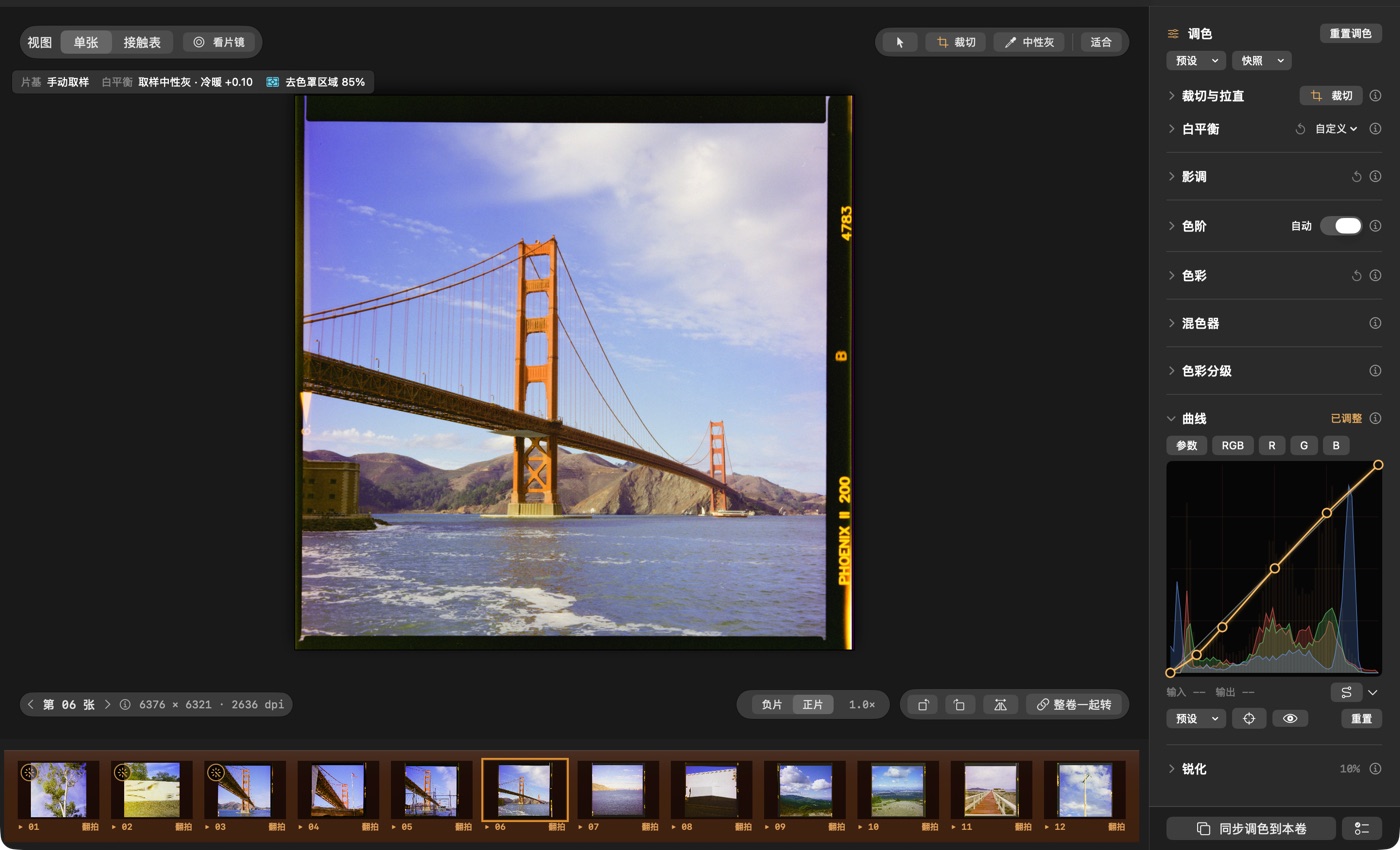 视图 单张 接触表 看片镜 裁切 中性灰 适合
片基 手动取样 白平衡 取样中性灰 · 冷暖 +0.10 去色罩区域 85%
4783
B
PHOENIX II 200
第 06 张 6376 × 6321 · 2636 dpi 负片 正片 1.0× 整卷一起转
01 翻拍 02 翻拍 03 翻拍 04 翻拍 05 翻拍 06 翻拍 07 翻拍 08 翻拍 09 翻拍 10 翻拍 11 翻拍 12 翻拍
调色 重置调色
预设 快照
裁切与拉直 裁切
白平衡 自定义
影调
色阶 自动
色彩
混色器
色彩分级
曲线 已调整
参数 RGB R G B
输入 -- 输出 --
预设 重置
锐化 10%
同步调色到本卷